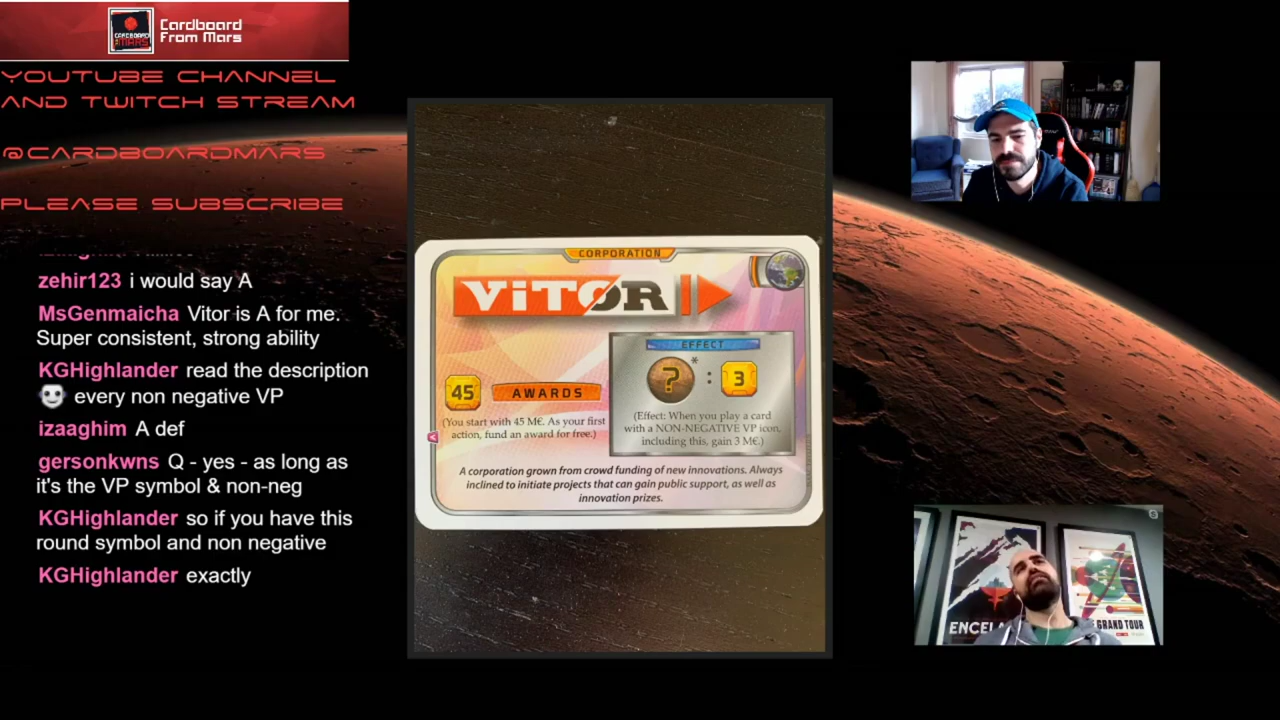 Cardboard
From Mars
YOUTUBE CHANNEL
AND TWITCH STREAM
@CARDBOARDMARS
PLEASE SUBSCRIBE
zehir123 i would say A
MsGenmaicha Vitor is A for me.
Super consistent, strong ability
KGHighlander read the description
every non negative VP
izaaghim A def
gersonkwns Q - yes - as long as
it's the VP symbol & non-neg
KGHighlander so if you have this
round symbol and non negative
KGHighlander exactly
CORPORATION
ViTOR
EFFECT
?* : 3
45 AWARDS
(You start with 45 M€. As your first
action, fund an award for free.)
(Effect: When you play a card
with a NON-NEGATIVE VP icon,
including this, gain 3 M€.)
A corporation grown from crowd funding of new innovations. Always
inclined to initiate projects that can gain public support, as well as
innovation prizes.
GRAND TOUR